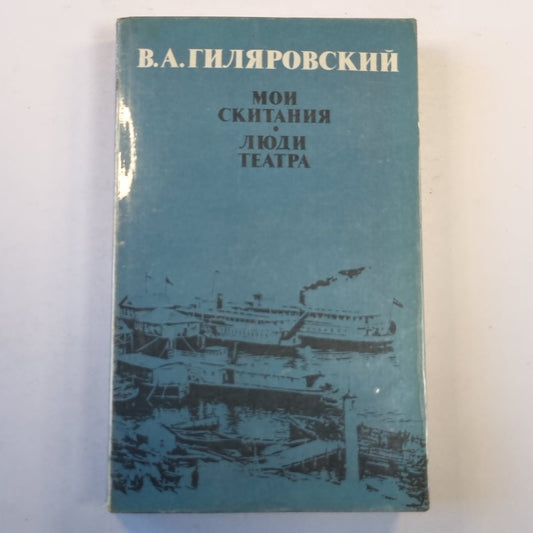 В.А.ГИЛЯРОВСКИЙ
МОИ
СКИТАНИЯ
•
ЛЮДИ
ТЕАТРА